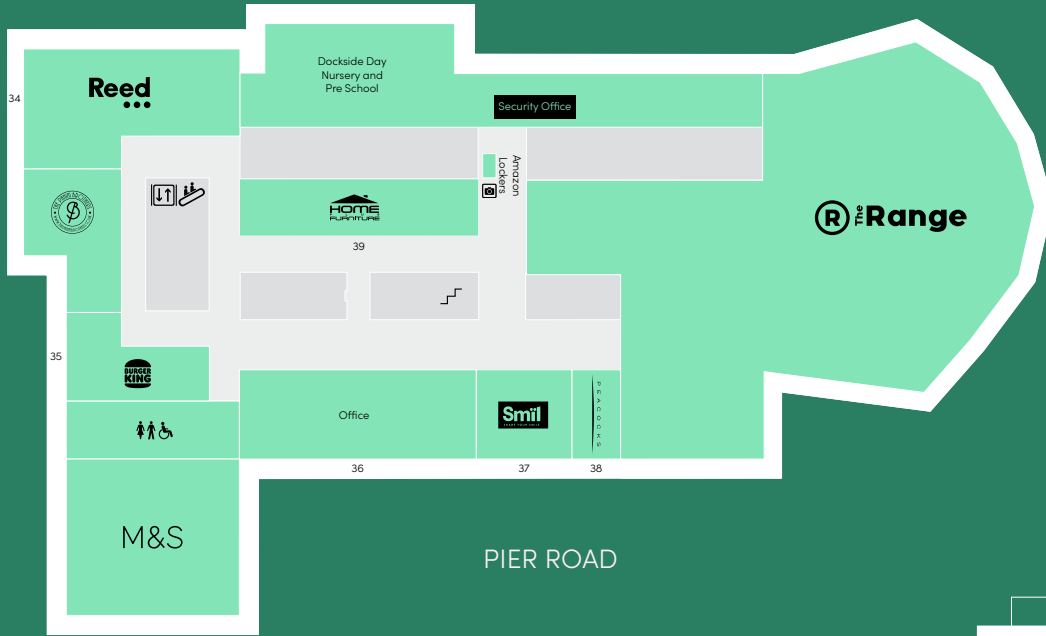 Dockside Day
Nursery and
Pre School
Reed
34
Security Office
Amazon
Lockers
HOME
FURNITURE
39
R The Range
35
BURGER
KING
Office
Smil
PEACOCKS
36
37
38
M&S
PIER ROAD